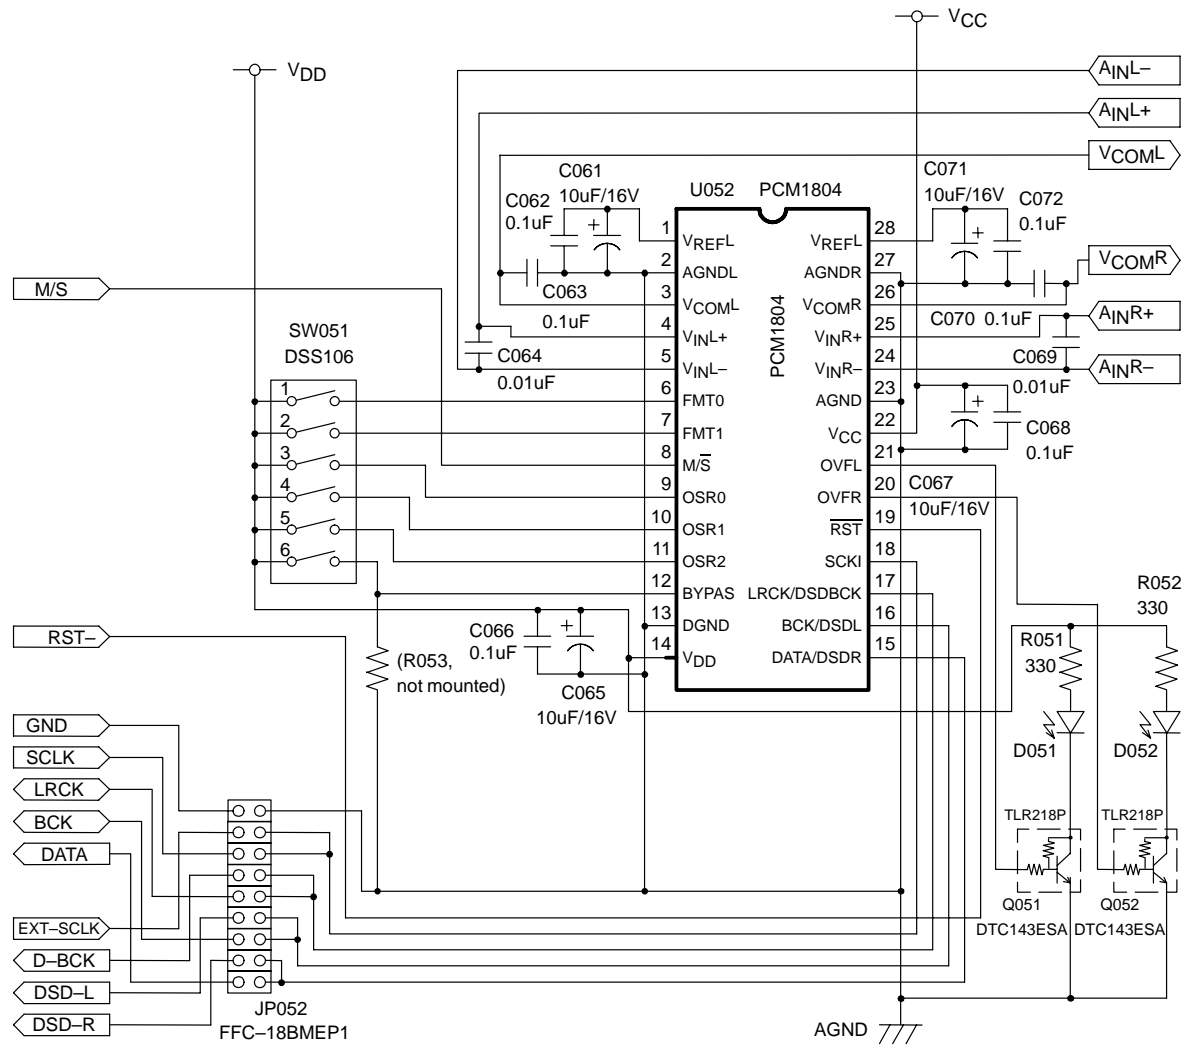 VCC
VDD
AINL–
AINL+
VCOML
C061
10uF/16V
C062
0.1uF
U052 PCM1804
C071
10uF/16V
C072
0.1uF
1 VREFL
2 AGNDL
3 VCOML
4 VINL+
5 VINL–
6 FMT0
7 FMT1
8 M/S
9 OSR0
10 OSR1
11 OSR2
12 BYPAS
13 DGND
14 VDD
PCM1804
VREFL 28
AGNDR 27
VCOMR 26
VINR+ 25
VINR– 24
AGND 23
VCC 22
OVFL 21
OVFR 20
RST 19
SCKI 18
LRCK/DSDBCK 17
BCK/DSDL 16
DATA/DSDR 15
VCOMR
AINR+
AINR–
M/S
C063
0.1uF
C070 0.1uF
C064
0.01uF
C069
0.01uF
C068
0.1uF
C067
10uF/16V
SW051
DSS106
1
2
3
4
5
6
RST–
C066
0.1uF
C065
10uF/16V
(R053,
not mounted)
R052
330
R051
330
D051
D052
GND
SCLK
LRCK
BCK
DATA
EXT–SCLK
D–BCK
DSD–L
DSD–R
JP052
FFC–18BMEP1
TLR218P
TLR218P
Q051
DTC143ESA
Q052
DTC143ESA
AGND
+
+
+
+